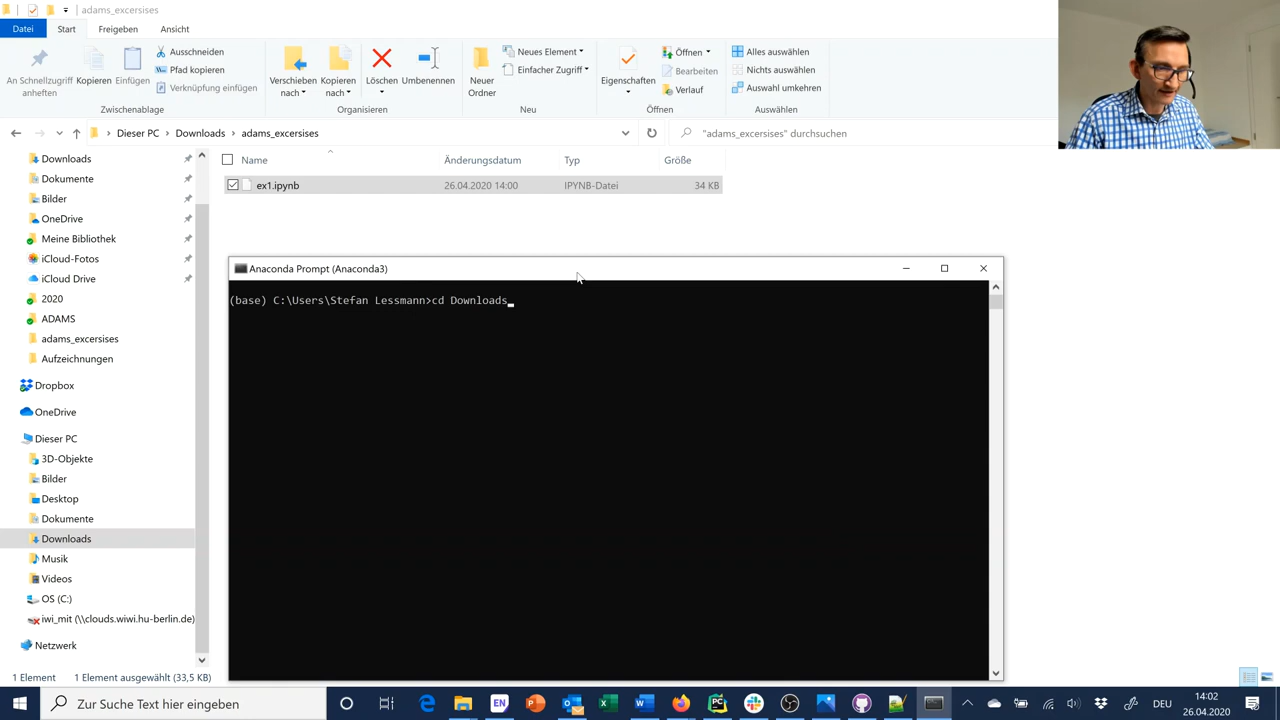 adams_excersises
Datei Start Freigeben Ansicht
An Schnellzugriff anheften
Kopieren
Einfügen
Ausschneiden
Pfad kopieren
Verknüpfung einfügen
Zwischenablage
Verschieben nach
Kopieren nach
Löschen
Umbenennen
Organisieren
Neuer Ordner
Neues Element
Einfacher Zugriff
Neu
Eigenschaften
Öffnen
Bearbeiten
Verlauf
Öffnen
Alles auswählen
Nichts auswählen
Auswahl umkehren
Auswählen
Dieser PC > Downloads > adams_excersises
"adams_excersises" durchsuchen
Name Änderungsdatum Typ Größe
ex1.ipynb 26.04.2020 14:00 IPYNB-Datei 34 KB
Downloads
Dokumente
Bilder
OneDrive
Meine Bibliothek
iCloud-Fotos
iCloud Drive
2020
ADAMS
adams_excersises
Aufzeichnungen
Dropbox
OneDrive
Dieser PC
3D-Objekte
Bilder
Desktop
Dokumente
Downloads
Musik
Videos
OS (C:)
iwi_mit (\\clouds.wiwi.hu-berlin.de)
Netzwerk
Anaconda Prompt (Anaconda3)
(base) C:\Users\Stefan Lessmann>cd Downloads_
1 Element 1 Element ausgewählt (33,5 KB)
Zur Suche Text hier eingeben
EN
DEU
14:02
26.04.2020